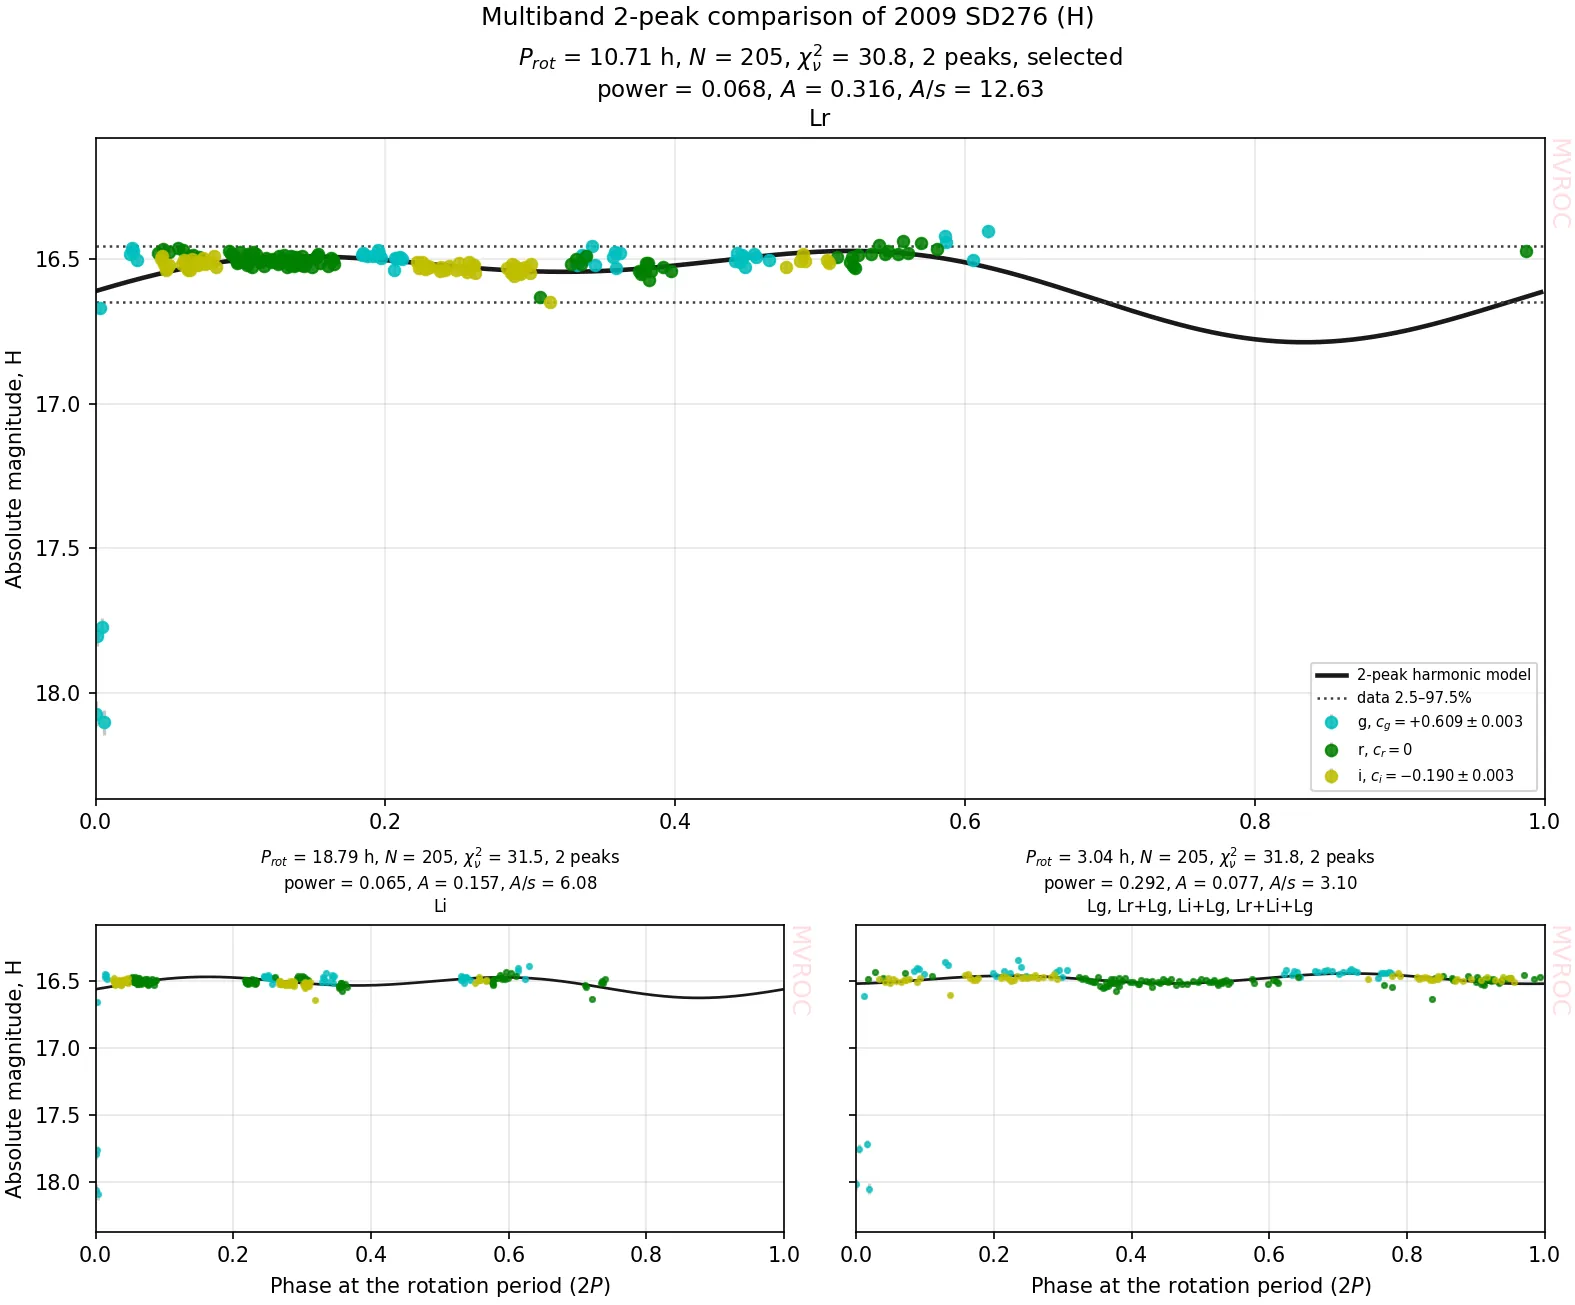 Multiband 2-peak comparison of 2009 SD276 (H)
P_rot = 10.71 h, N = 205, χ²_ν = 30.8, 2 peaks, selected
power = 0.068, A = 0.316, A/s = 12.63
Lr
MVROC
Absolute magnitude, H
16.5
17.0
17.5
18.0
2-peak harmonic model
data 2.5–97.5%
g, c_g = +0.609 ± 0.003
r, c_r = 0
i, c_i = −0.190 ± 0.003
0.0 0.2 0.4 0.6 0.8 1.0
P_rot = 18.79 h, N = 205, χ²_ν = 31.5, 2 peaks
power = 0.065, A = 0.157, A/s = 6.08
Li
MVROC
Absolute magnitude, H
16.5
17.0
17.5
18.0
0.0 0.2 0.4 0.6 0.8 1.0
Phase at the rotation period (2P)
P_rot = 3.04 h, N = 205, χ²_ν = 31.8, 2 peaks
power = 0.292, A = 0.077, A/s = 3.10
Lg, Lr+Lg, Li+Lg, Lr+Li+Lg
MVROC
0.0 0.2 0.4 0.6 0.8 1.0
Phase at the rotation period (2P)